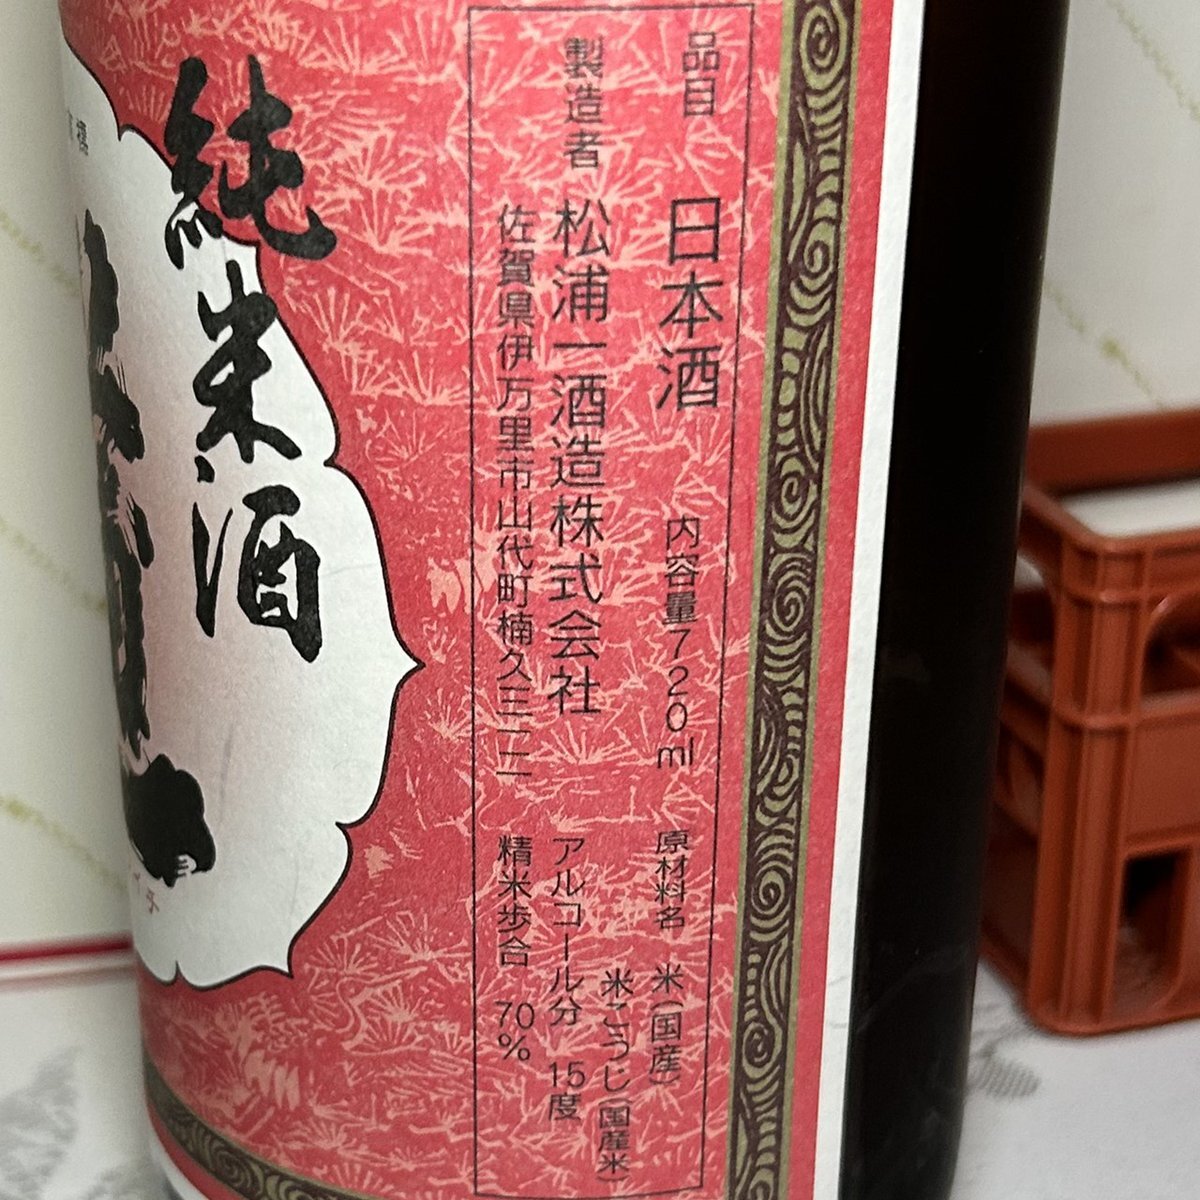 品目 日本酒 内容量720ml 原材料名 米(国産)
米こうじ(国産米)
製造者 松浦一酒造株式会社 アルコール分 15度
佐賀県伊万里市山代町楠久三一二 精米歩合 70%
純米酒